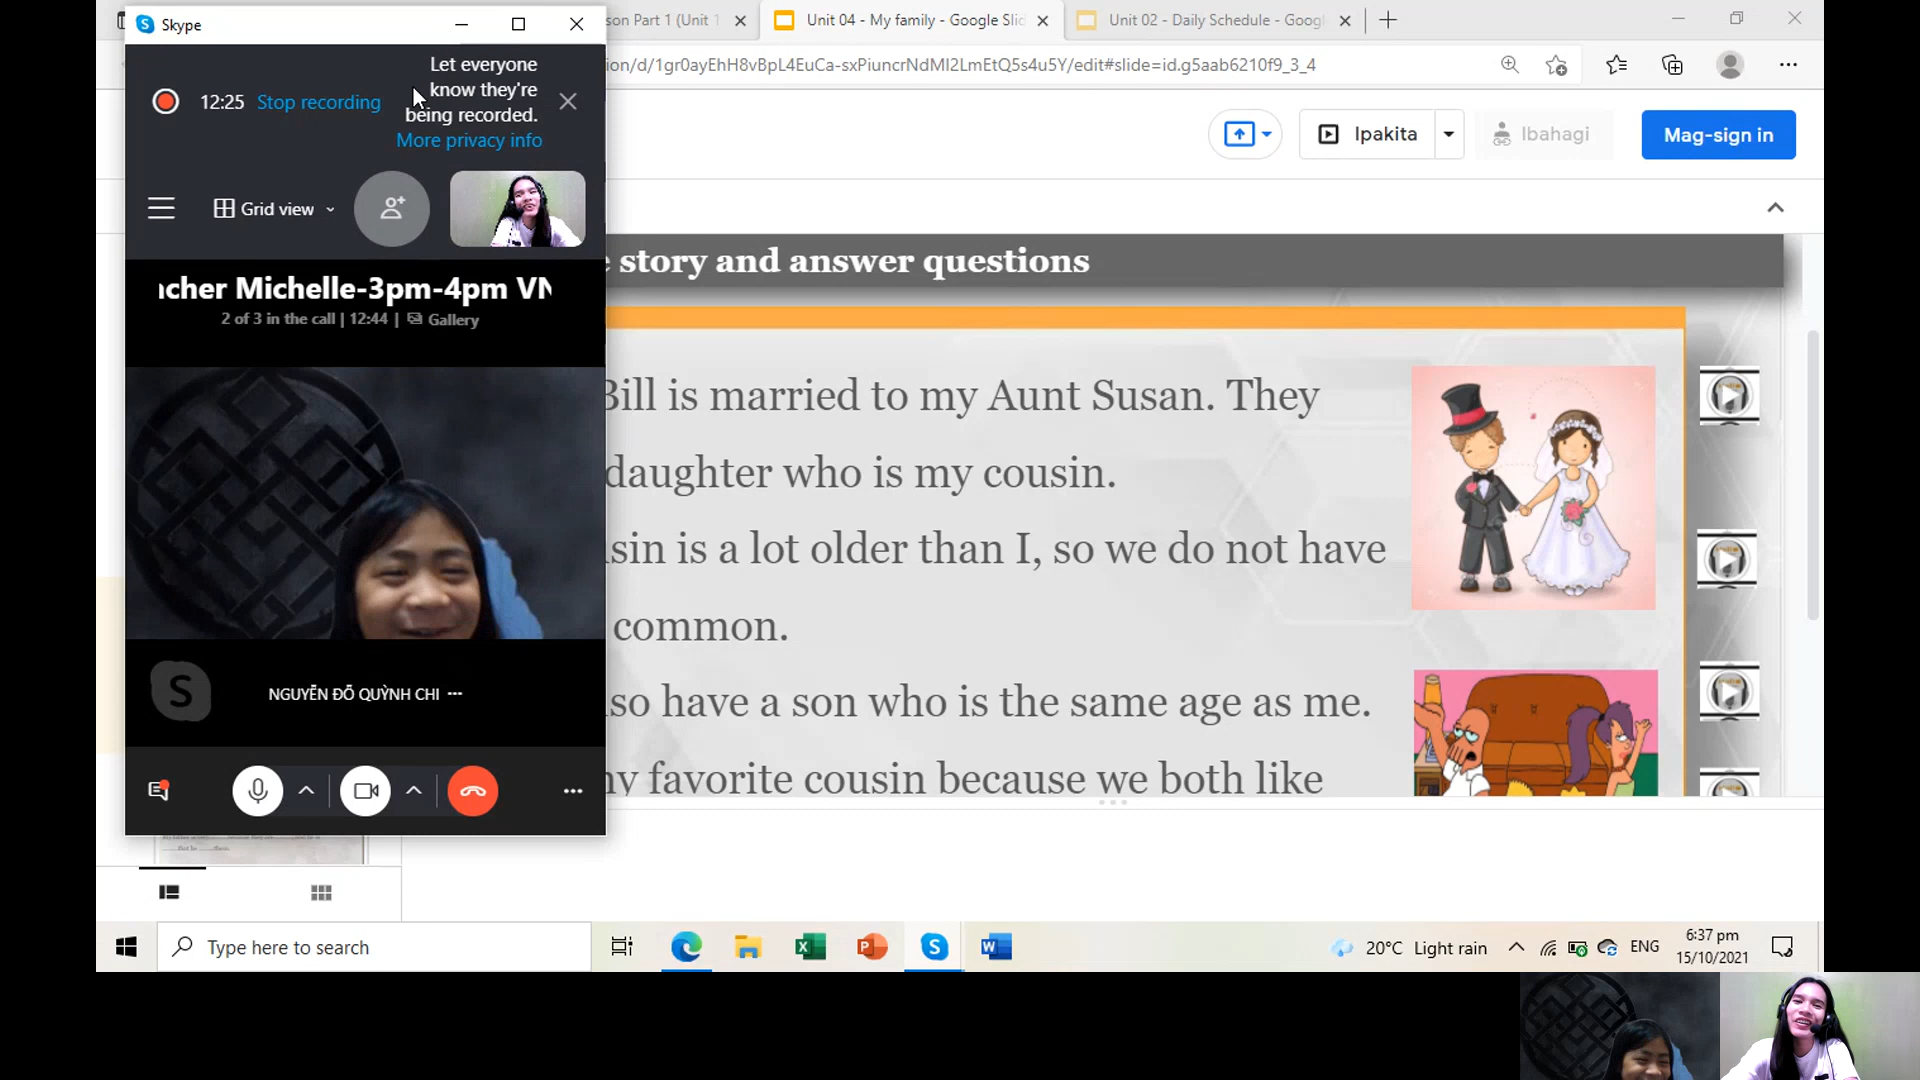 Skype
son Part 1 (Unit 1
Unit 04 - My family - Google Slid
Unit 02 - Daily Schedule - Googl
ion/d/1gr0ayEhH8vBpL4EuCa-sxPiuncrNdMI2LmEtQ5s4u5Y/edit#slide=id.g5aab6210f9_3_4
12:25 Stop recording
Let everyone
know they're
being recorded.
More privacy info
Ipakita
Ibahagi
Mag-sign in
Grid view
acher Michelle-3pm-4pm VN
2 of 3 in the call | 12:44 | Gallery
e story and answer questions
Bill is married to my Aunt Susan. They
daughter who is my cousin.
usin is a lot older than I, so we do not have
common.
lso have a son who is the same age as me.
my favorite cousin because we both like
S
NGUYỄN ĐỖ QUỲNH CHI
Type here to search
20°C Light rain
ENG
6:37 pm
15/10/2021